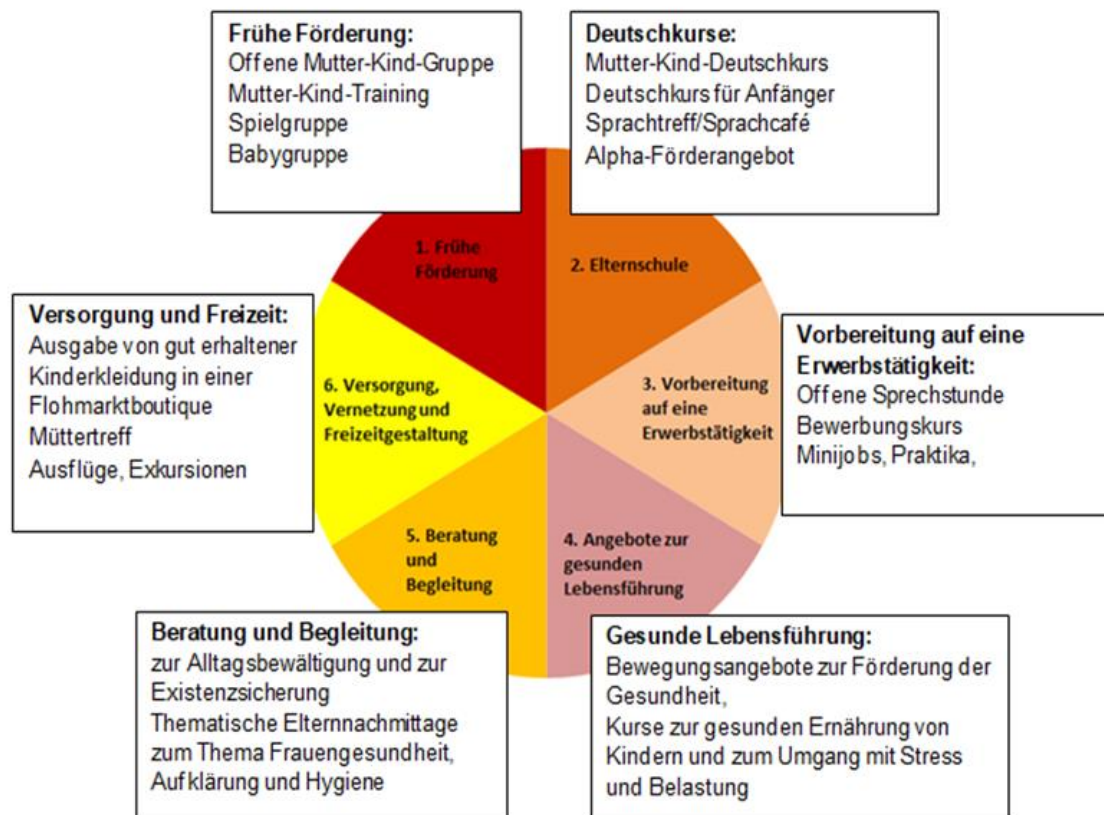 Frühe Förderung:
Offene Mutter-Kind-Gruppe
Mutter-Kind-Training
Spielgruppe
Babygruppe
Deutschkurse:
Mutter-Kind-Deutschkurs
Deutschkurs für Anfänger
Sprachtreff/Sprachcafé
Alpha-Förderangebot
1. Frühe
Förderung
2. Elternschule
Versorgung und Freizeit:
Ausgabe von gut erhaltener
Kinderkleidung in einer
Flohmarktboutique
Müttertreff
Ausflüge, Exkursionen
6. Versorgung,
Vernetzung und
Freizeitgestaltung
3. Vorbereitung
auf eine
Erwerbstätigkeit
Vorbereitung auf eine
Erwerbstätigkeit:
Offene Sprechstunde
Bewerbungskurs
Minijobs, Praktika,
5. Beratung
und
Begleitung
4. Angebote zur
gesunden
Lebensführung
Beratung und Begleitung:
zur Alltagsbewältigung und zur
Existenzsicherung
Thematische Elternnachmittage
zum Thema Frauengesundheit,
Aufklärung und Hygiene
Gesunde Lebensführung:
Bewegungsangebote zur Förderung der
Gesundheit,
Kurse zur gesunden Ernährung von
Kindern und zum Umgang mit Stress
und Belastung